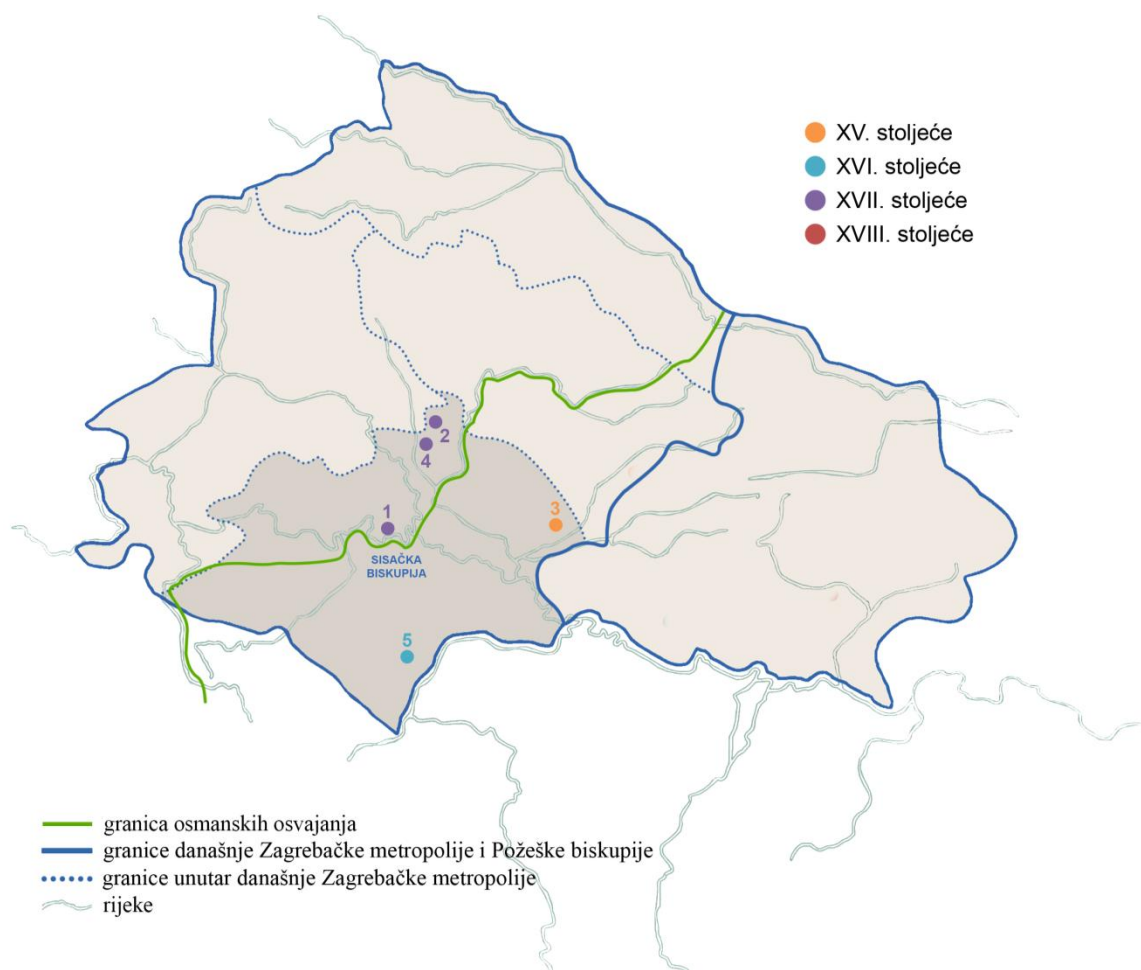 XV. stoljeće
XVI. stoljeće
XVII. stoljeće
XVIII. stoljeće
2
4
1
3
SISAČKA
BISKUPIJA
5
granica osmanskih osvajanja
granice današnje Zagrebačke metropolije i Požeške biskupije
granice unutar današnje Zagrebačke metropolije
rijeke